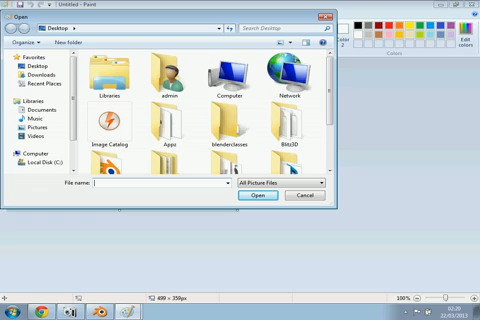 Untitled - Paint
Open
Desktop
Search Desktop
Organize
New folder
Favorites
Desktop
Downloads
Recent Places
Libraries
Documents
Music
Pictures
Videos
Computer
Local Disk (C:)
Libraries
admin
Computer
Network
Image Catalog
Appz
blenderclasses
Blitz3D
File name:
All Picture Files
Open
Cancel
Color
2
Edit
colors
Colors
499 × 359px
100%
22/03/2013